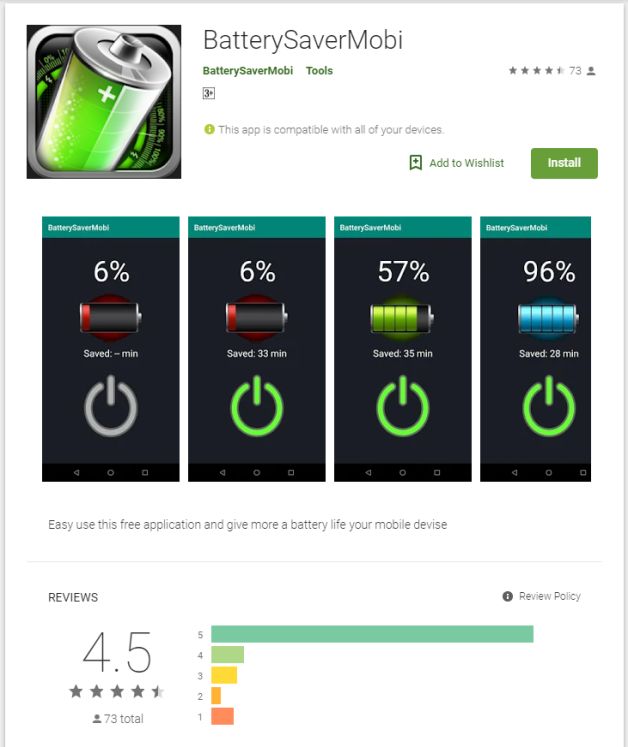 BatterySaverMobi
BatterySaverMobi Tools 73
3+
This app is compatible with all of your devices.
Add to Wishlist Install
BatterySaverMobi BatterySaverMobi BatterySaverMobi BatterySaverMobi
6% 6% 57% 96%
Saved: -- min Saved: 33 min Saved: 35 min Saved: 28 min
Easy use this free application and give more a battery life your mobile devise
REVIEWS Review Policy
4.5
73 total
5
4
3
2
1